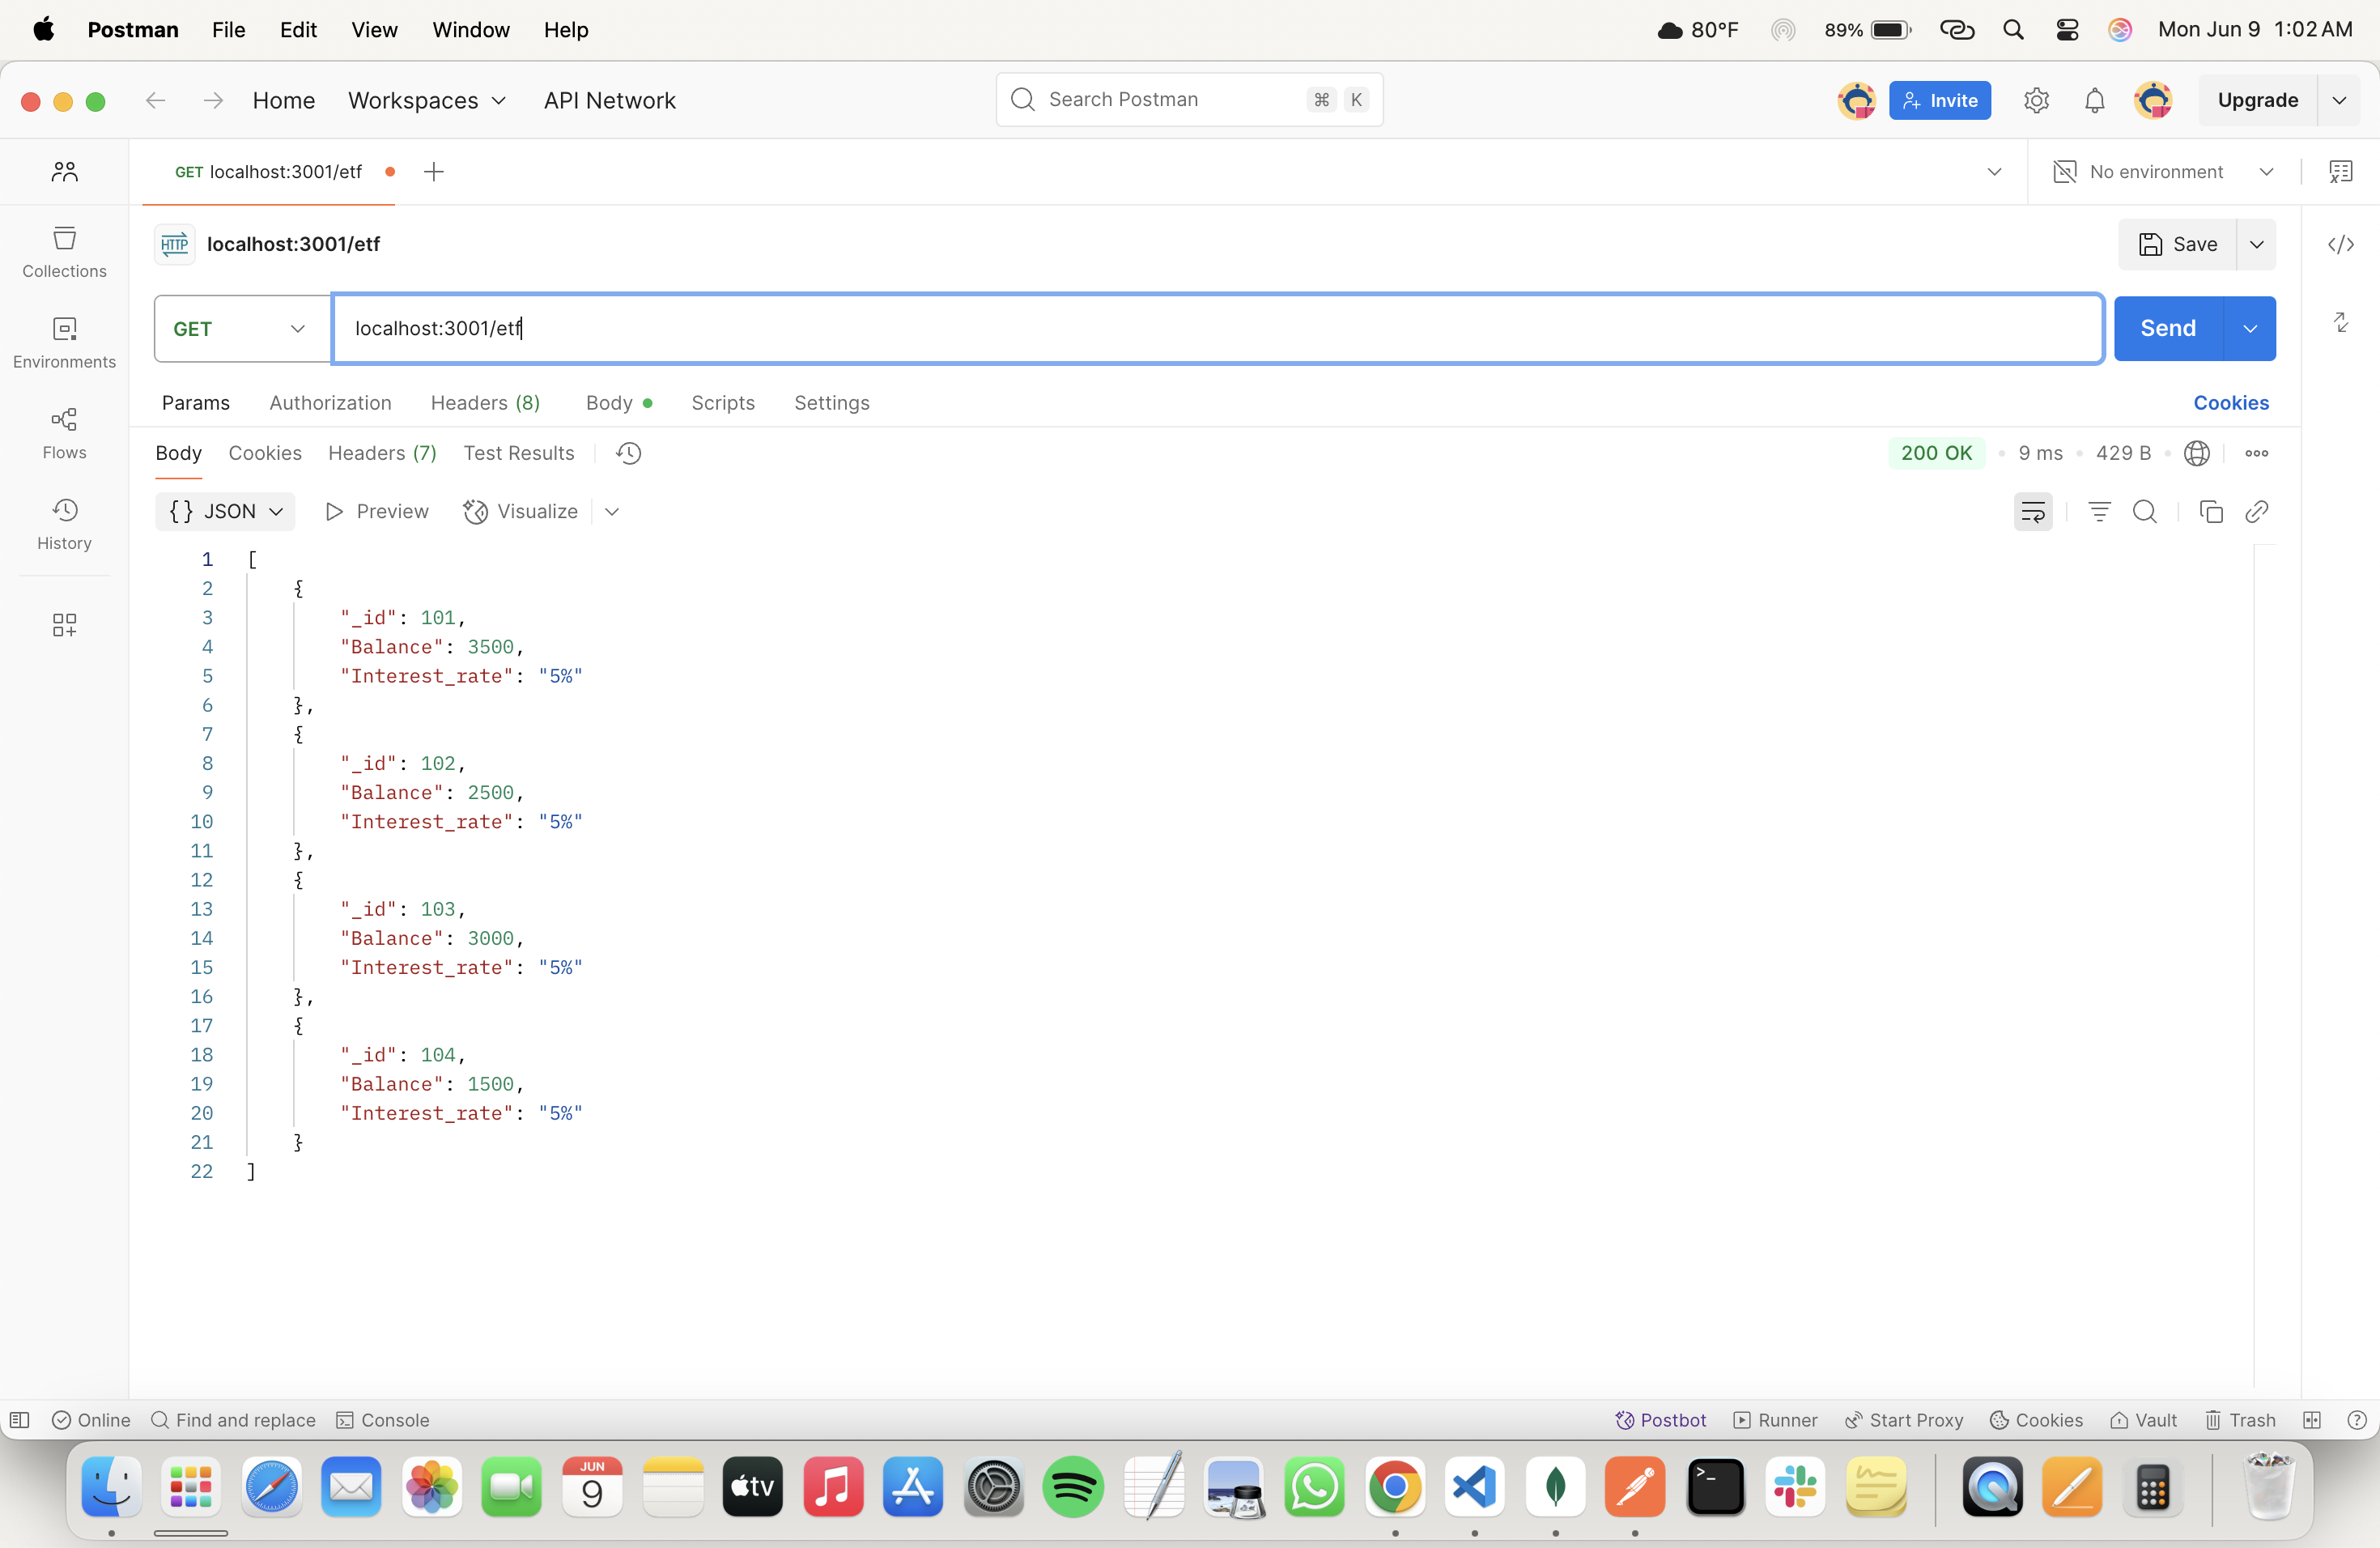 Postman File Edit View Window Help 80°F 89% Mon Jun 9 1:02 AM
Home Workspaces API Network Search Postman ⌘ K Invite Upgrade
GET localhost:3001/etf No environment
HTTP localhost:3001/etf Save
Collections
GET localhost:3001/etf Send
Environments
Params Authorization Headers (8) Body Scripts Settings Cookies
Flows
Body Cookies Headers (7) Test Results 200 OK 9 ms 429 B
{} JSON Preview Visualize
History
1 [
2 {
3 "_id": 101,
4 "Balance": 3500,
5 "Interest_rate": "5%"
6 },
7 {
8 "_id": 102,
9 "Balance": 2500,
10 "Interest_rate": "5%"
11 },
12 {
13 "_id": 103,
14 "Balance": 3000,
15 "Interest_rate": "5%"
16 },
17 {
18 "_id": 104,
19 "Balance": 1500,
20 "Interest_rate": "5%"
21 }
22 ]
Online Find and replace Console Postbot Runner Start Proxy Cookies Vault Trash
JUN
9
tv